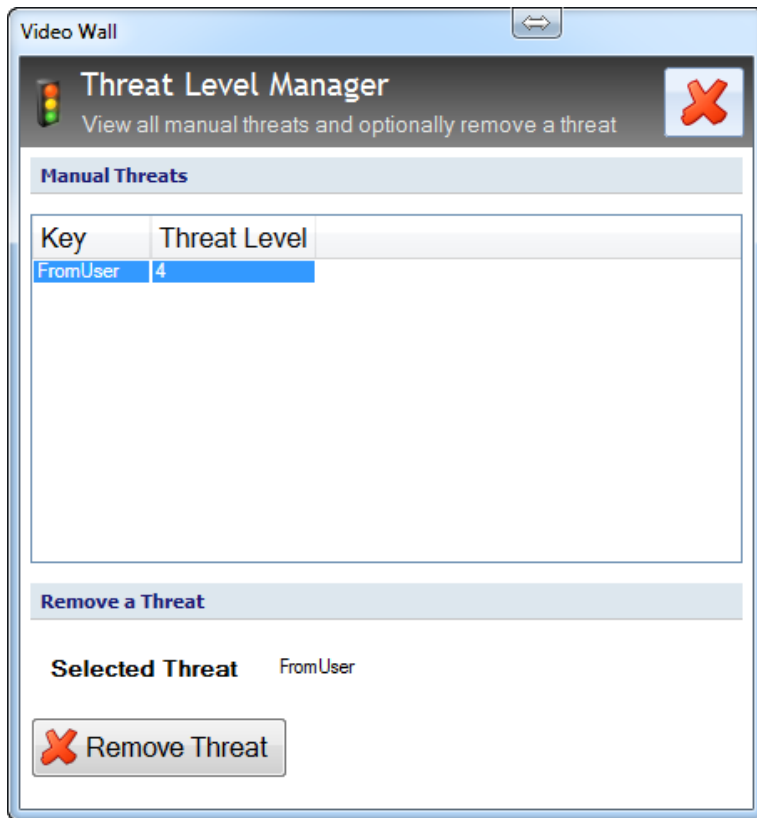 Video Wall
Threat Level Manager
View all manual threats and optionally remove a threat
Manual Threats
Key Threat Level
FromUser 4
Remove a Threat
Selected Threat FromUser
Remove Threat